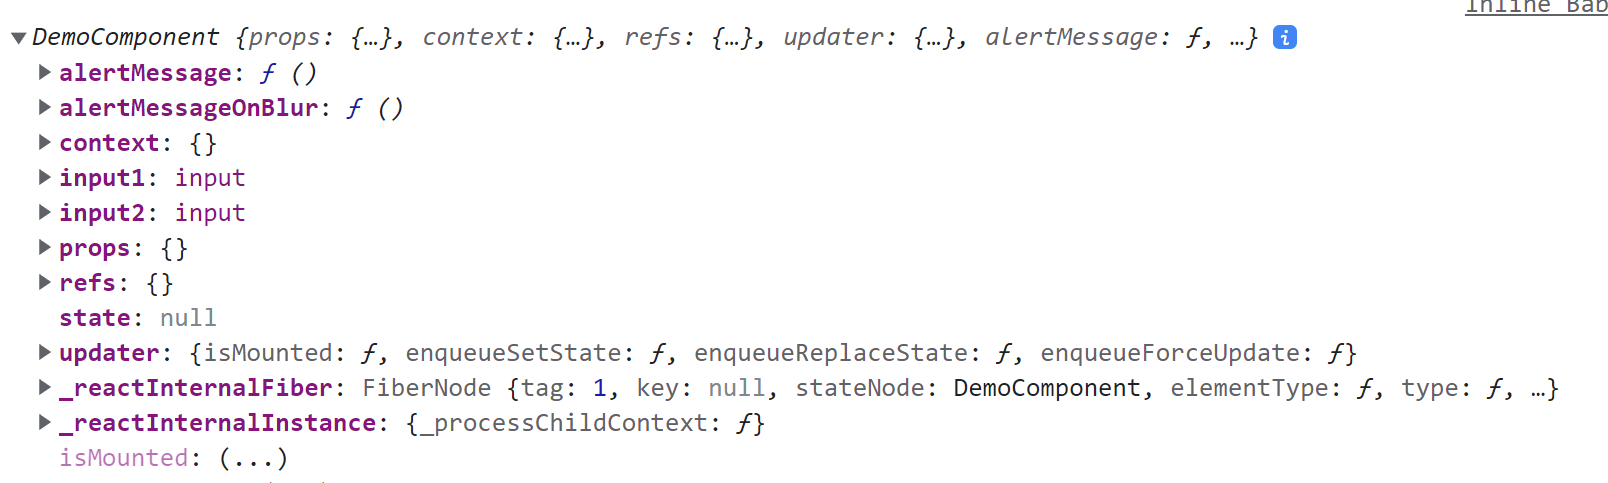 Inline Bab
▼DemoComponent {props: {…}, context: {…}, refs: {…}, updater: {…}, alertMessage: ƒ, …} i
▶alertMessage: ƒ ()
▶alertMessageOnBlur: ƒ ()
▶context: {}
▶input1: input
▶input2: input
▶props: {}
▶refs: {}
state: null
▶updater: {isMounted: ƒ, enqueueSetState: ƒ, enqueueReplaceState: ƒ, enqueueForceUpdate: ƒ}
▶_reactInternalFiber: FiberNode {tag: 1, key: null, stateNode: DemoComponent, elementType: ƒ, type: ƒ, …}
▶_reactInternalInstance: {_processChildContext: ƒ}
isMounted: (...)